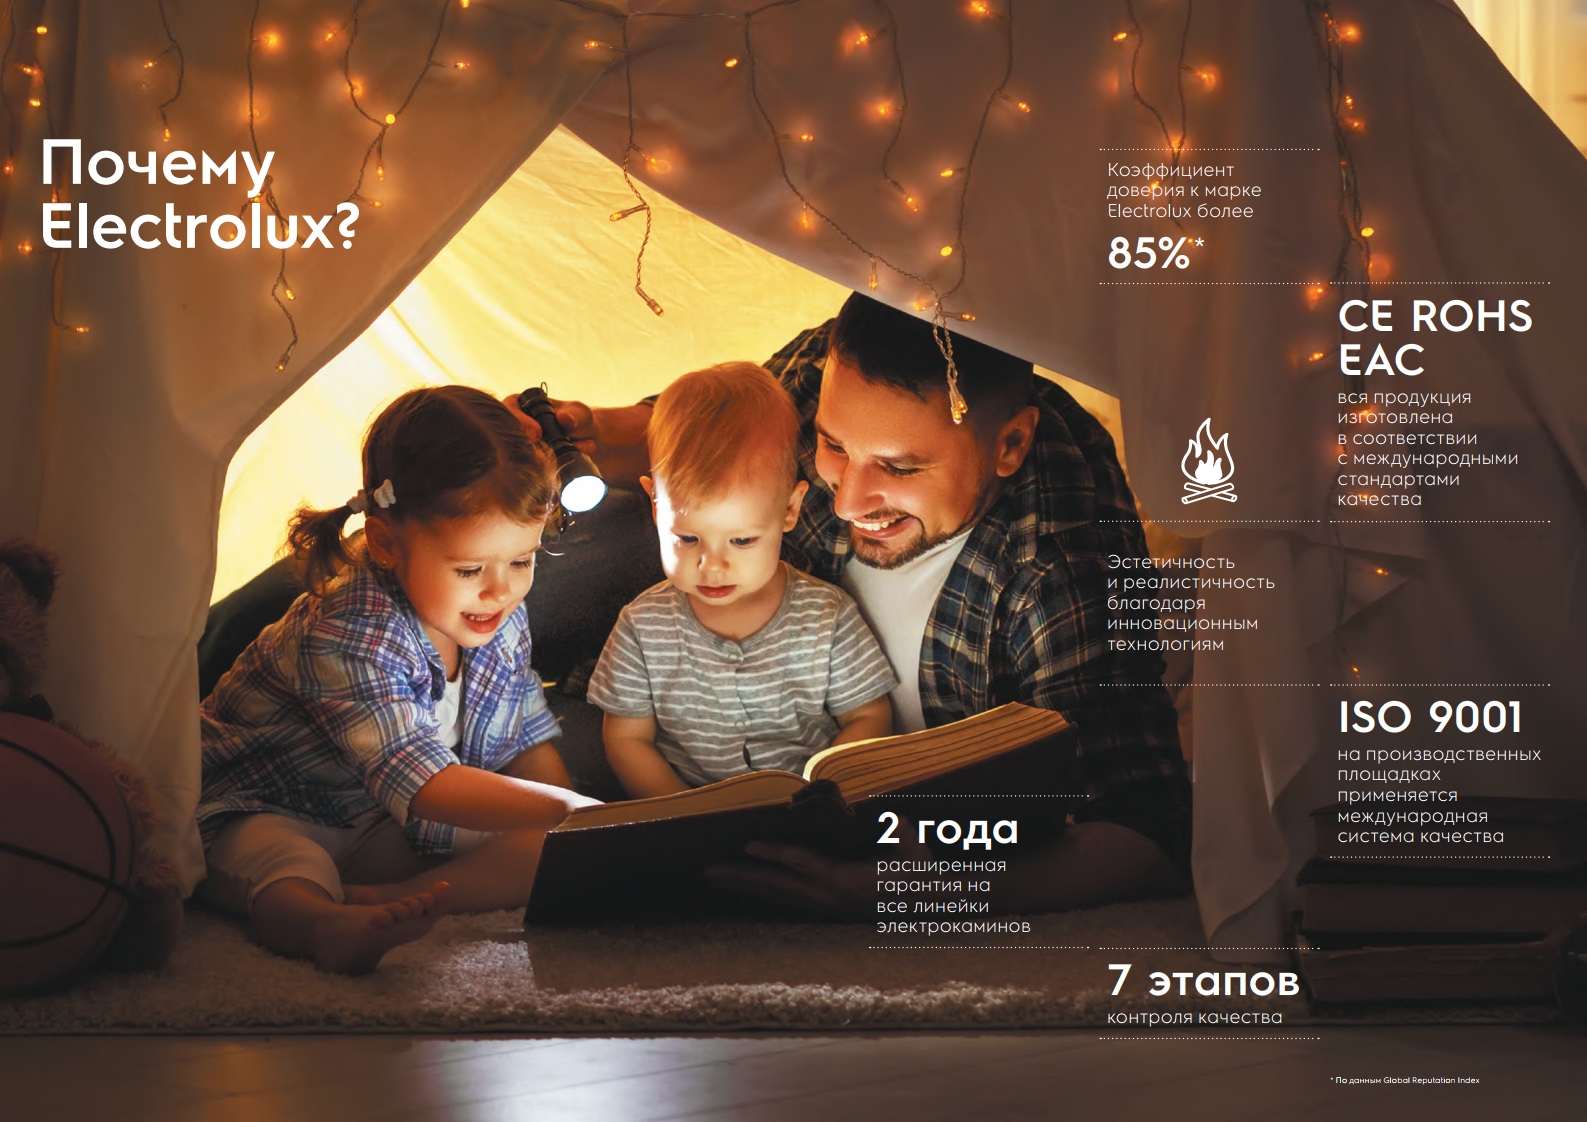 Почему
Electrolux?
Коэффициент
доверия к марке
Electrolux более
85%*
CE ROHS
EAC
вся продукция
изготовлена
в соответствии
с международными
стандартами
качества
Эстетичность
и реалистичность
благодаря
инновационным
технологиям
ISO 9001
на производственных
площадках
применяется
международная
система качества
2 года
расширенная
гарантия на
все линейки
электрокаминов
7 этапов
контроля качества
* По данным Global Reputation Index